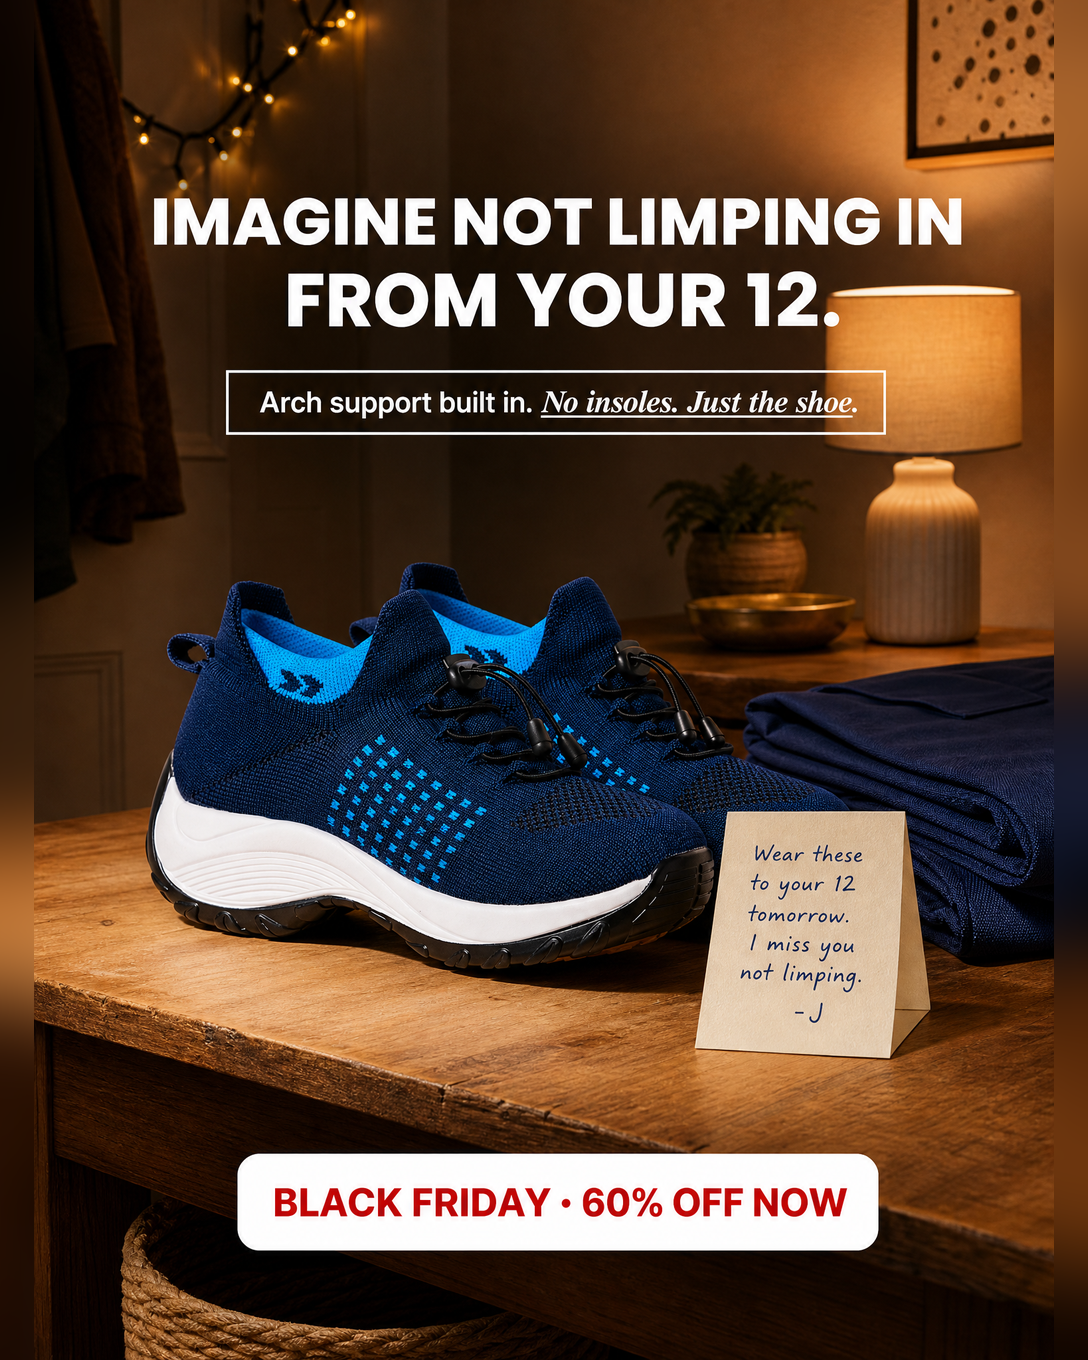 IMAGINE NOT LIMPING IN
FROM YOUR 12.
Arch support built in. No insoles. Just the shoe.
Wear these
to your 12
tomorrow.
I miss you
not limping.
- J
BLACK FRIDAY · 60% OFF NOW